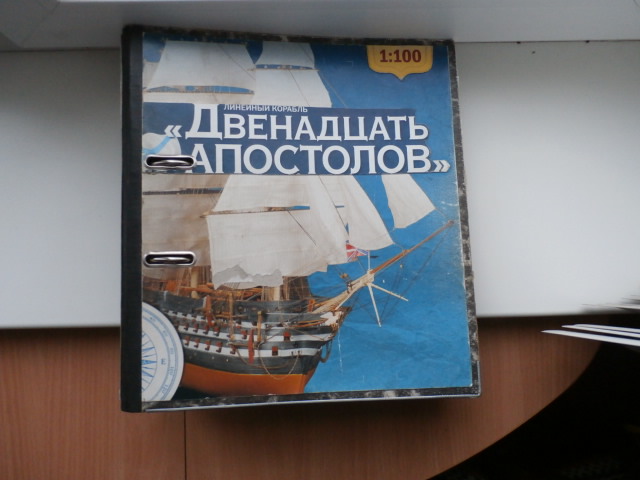 1:100
ЛИНЕЙНЫЙ КОРАБЛЬ
«ДВЕНАДЦАТЬ
АПОСТОЛОВ»